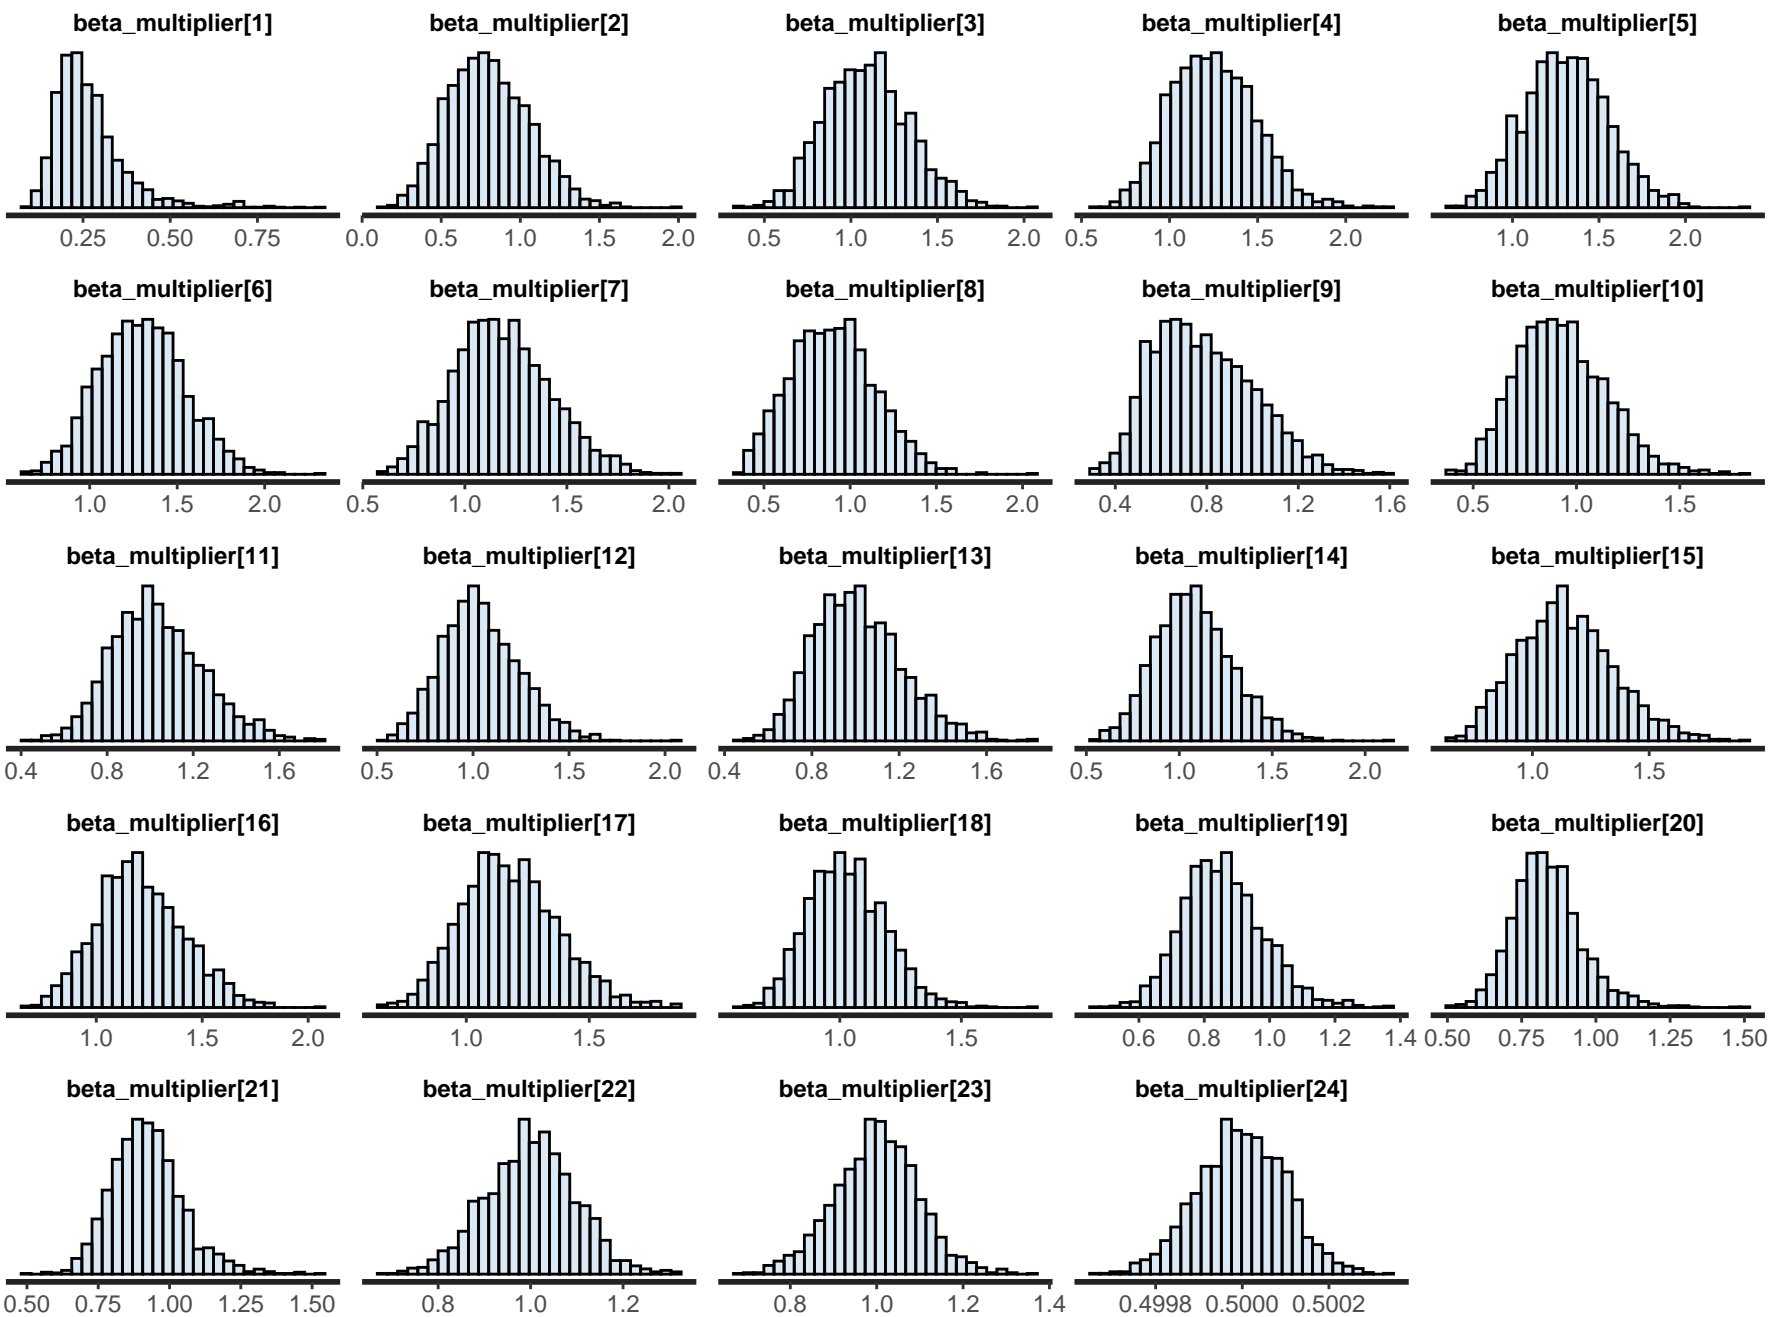 beta_multiplier[1] beta_multiplier[2] beta_multiplier[3] beta_multiplier[4] beta_multiplier[5]
0.25 0.50 0.75 0.0 0.5 1.0 1.5 2.0 0.5 1.0 1.5 2.0 0.5 1.0 1.5 2.0 1.0 1.5 2.0
beta_multiplier[6] beta_multiplier[7] beta_multiplier[8] beta_multiplier[9] beta_multiplier[10]
1.0 1.5 2.0 0.5 1.0 1.5 2.0 0.5 1.0 1.5 2.0 0.4 0.8 1.2 1.6 0.5 1.0 1.5
beta_multiplier[11] beta_multiplier[12] beta_multiplier[13] beta_multiplier[14] beta_multiplier[15]
0.4 0.8 1.2 1.6 0.5 1.0 1.5 2.0 0.4 0.8 1.2 1.6 0.5 1.0 1.5 2.0 1.0 1.5
beta_multiplier[16] beta_multiplier[17] beta_multiplier[18] beta_multiplier[19] beta_multiplier[20]
1.0 1.5 2.0 1.0 1.5 1.0 1.5 0.6 0.8 1.0 1.2 1.4 0.50 0.75 1.00 1.25 1.50
beta_multiplier[21] beta_multiplier[22] beta_multiplier[23] beta_multiplier[24]
0.50 0.75 1.00 1.25 1.50 0.8 1.0 1.2 0.8 1.0 1.2 1.4 0.4998 0.5000 0.5002